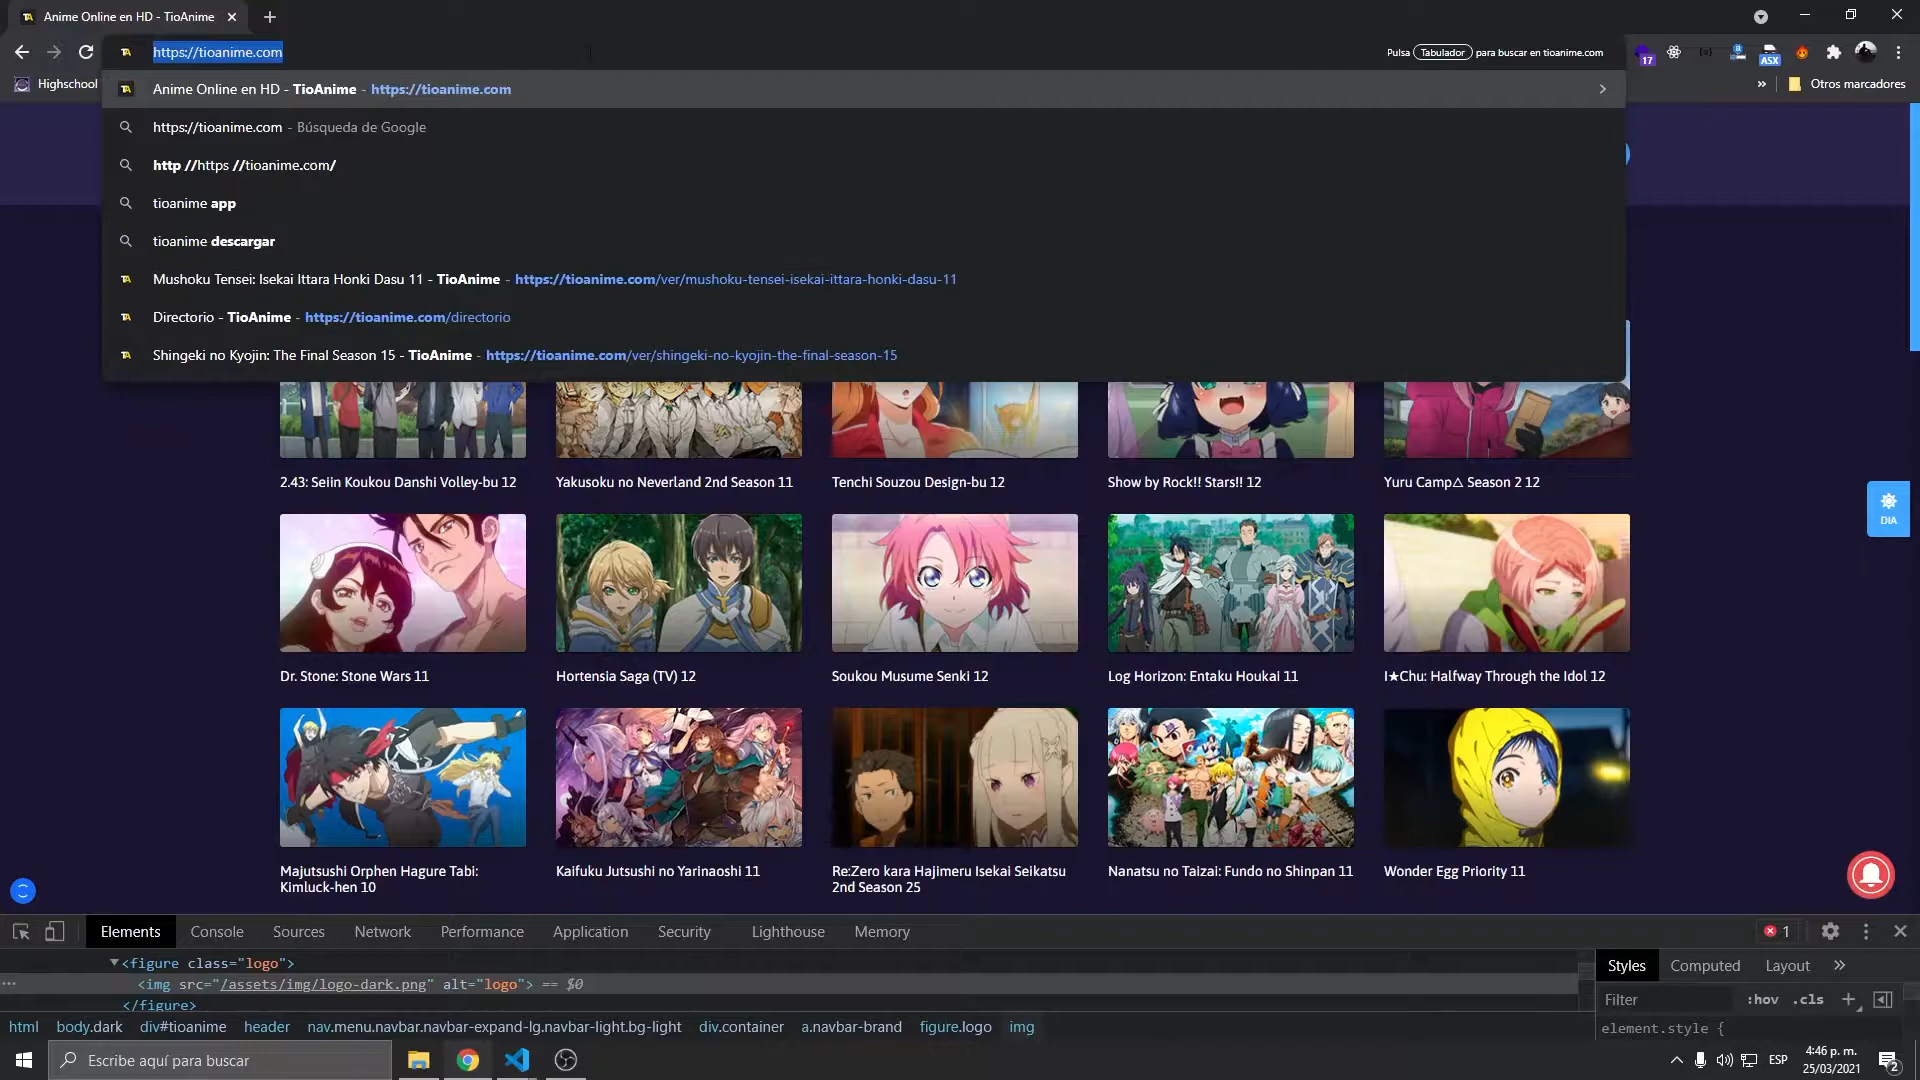 Anime Online en HD - TioAnime
https://tioanime.com
Pulsa Tabulador para buscar en tioanime.com
17
ASX
Highschool
Otros marcadores
Anime Online en HD - TioAnime - https://tioanime.com
https://tioanime.com - Búsqueda de Google
http //https //tioanime.com/
tioanime app
tioanime descargar
Mushoku Tensei: Isekai Ittara Honki Dasu 11 - TioAnime - https://tioanime.com/ver/mushoku-tensei-isekai-ittara-honki-dasu-11
Directorio - TioAnime - https://tioanime.com/directorio
Shingeki no Kyojin: The Final Season 15 - TioAnime - https://tioanime.com/ver/shingeki-no-kyojin-the-final-season-15
2.43: Seiin Koukou Danshi Volley-bu 12
Yakusoku no Neverland 2nd Season 11
Tenchi Souzou Design-bu 12
Show by Rock!! Stars!! 12
Yuru Camp△ Season 2 12
DIA
Dr. Stone: Stone Wars 11
Hortensia Saga (TV) 12
Soukou Musume Senki 12
Log Horizon: Entaku Houkai 11
I★Chu: Halfway Through the Idol 12
Majutsushi Orphen Hagure Tabi:
Kimluck-hen 10
Kaifuku Jutsushi no Yarinaoshi 11
Re:Zero kara Hajimeru Isekai Seikatsu
2nd Season 25
Nanatsu no Taizai: Fundo no Shinpan 11
Wonder Egg Priority 11
Elements Console Sources Network Performance Application Security Lighthouse Memory
1
<figure class="logo">
<img src="/assets/img/logo-dark.png" alt="logo"> == $0
</figure>
Styles Computed Layout »
Filter :hov .cls +
element.style {
html body.dark div#tioanime header nav.menu.navbar.navbar-expand-lg.navbar-light.bg-light div.container a.navbar-brand figure.logo img
Escribe aquí para buscar
ESP
4:46 p. m.
25/03/2021
2